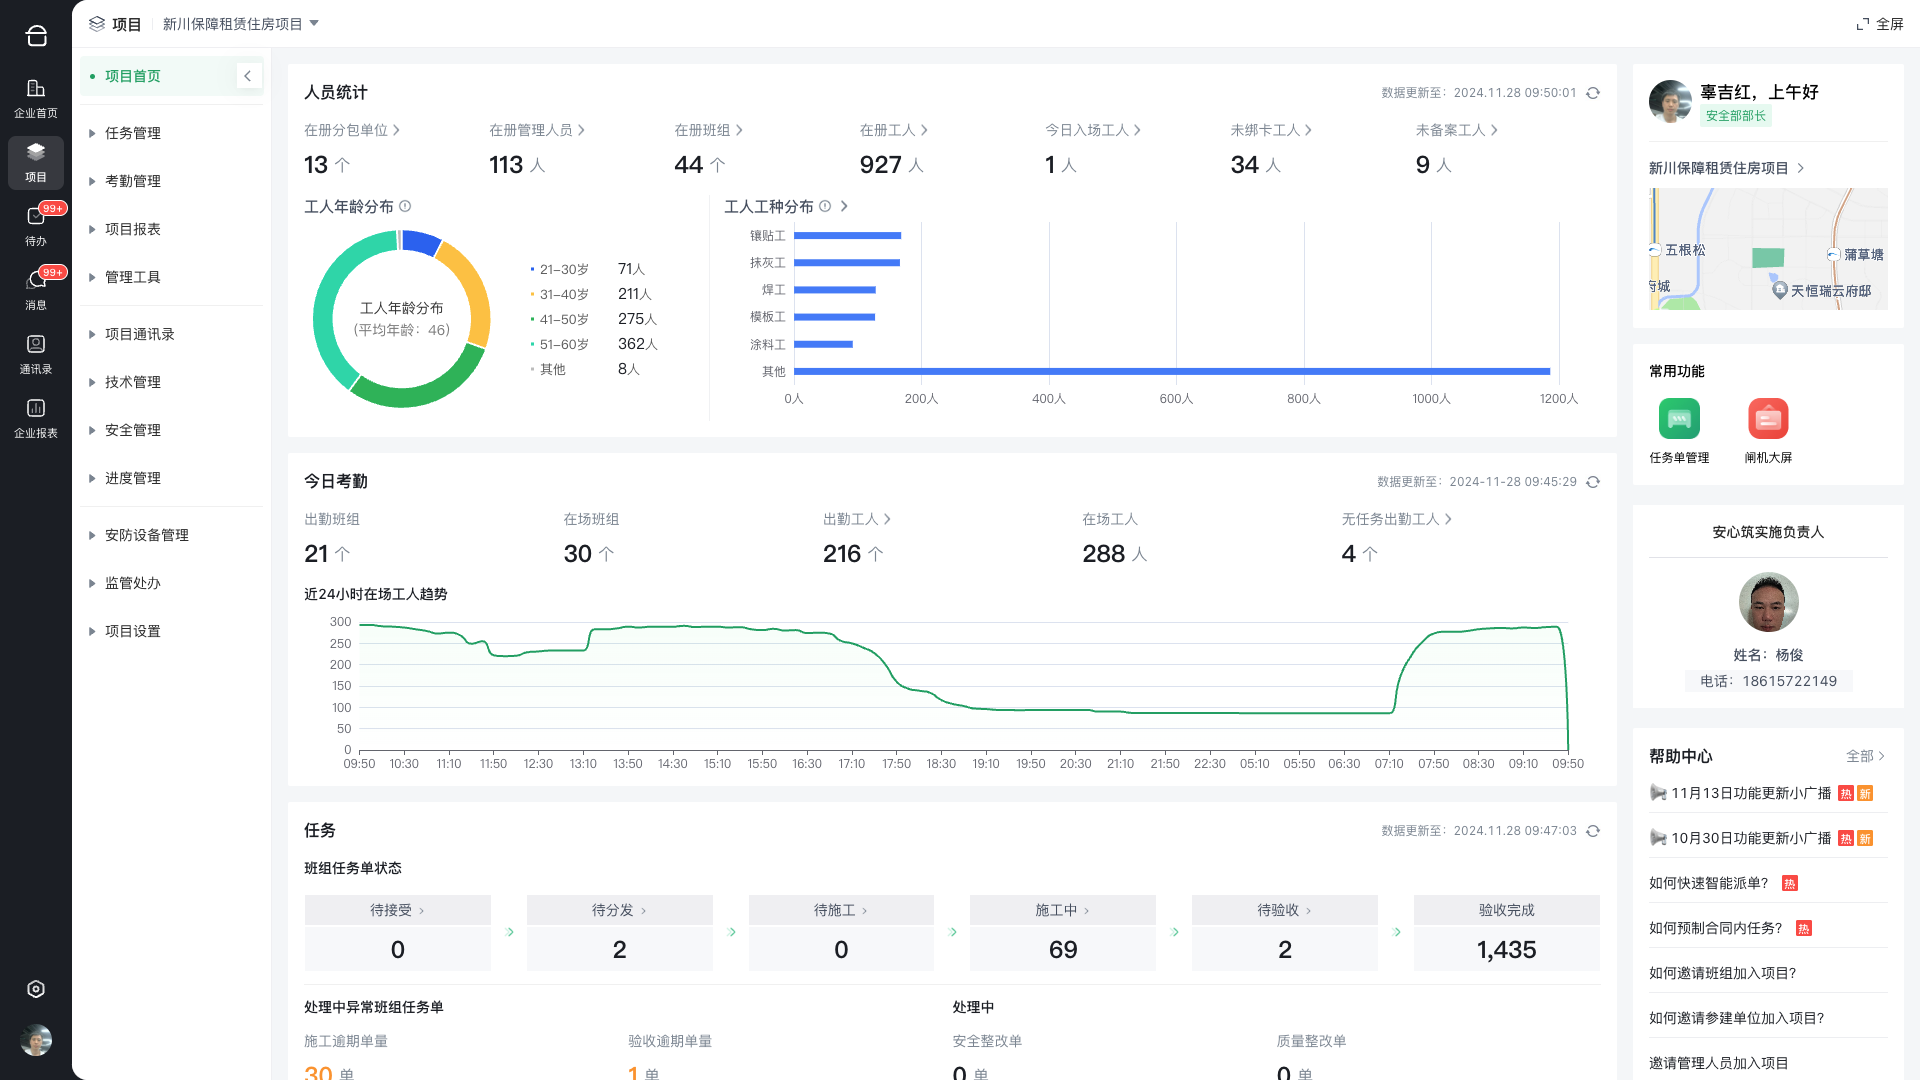 项目
新川保障租赁住房项目
全屏
企业首页
项目
99+
待办
99+
消息
通讯录
企业报表
项目首页
任务管理
考勤管理
项目报表
管理工具
项目通讯录
技术管理
安全管理
进度管理
安防设备管理
监管处办
项目设置
人员统计
数据更新至：2024.11.28 09:50:01
在册分包单位
13 个
在册管理人员
113 人
在册班组
44 个
在册工人
927 人
今日入场工人
1 人
未绑卡工人
34 人
未备案工人
9 人
工人年龄分布
工人年龄分布
(平均年龄：46)
21-30岁 71人
31-40岁 211人
41-50岁 275人
51-60岁 362人
其他 8人
工人工种分布
镶贴工
抹灰工
焊工
模板工
涂料工
其他
0人 200人 400人 600人 800人 1000人 1200人
今日考勤
数据更新至：2024-11-28 09:45:29
出勤班组
21 个
在场班组
30 个
出勤工人
216 个
在场工人
288 人
无任务出勤工人
4 个
近24小时在场工人趋势
300
250
200
150
100
50
0
09:50 10:30 11:10 11:50 12:30 13:10 13:50 14:30 15:10 15:50 16:30 17:10 17:50 18:30 19:10 19:50 20:30 21:10 21:50 22:30 05:10 05:50 06:30 07:10 07:50 08:30 09:10 09:50
任务
数据更新至：2024.11.28 09:47:03
班组任务单状态
待接受
0
待分发
2
待施工
0
施工中
69
待验收
2
验收完成
1,435
处理中异常班组任务单
施工逾期单量
30 单
验收逾期单量
1 单
处理中
安全整改单
0 单
质量整改单
0 单
辜吉红，上午好
安全部部长
新川保障租赁住房项目
五根松
蒲草塘
府城
天恒瑞云府邸
常用功能
任务单管理
闸机大屏
安心筑实施负责人
姓名：杨俊
电话：18615722149
帮助中心
全部
11月13日功能更新小广播 热 新
10月30日功能更新小广播 热 新
如何快速智能派单？ 热
如何预制合同内任务？ 热
如何邀请班组加入项目?
如何邀请参建单位加入项目?
邀请管理人员加入项目